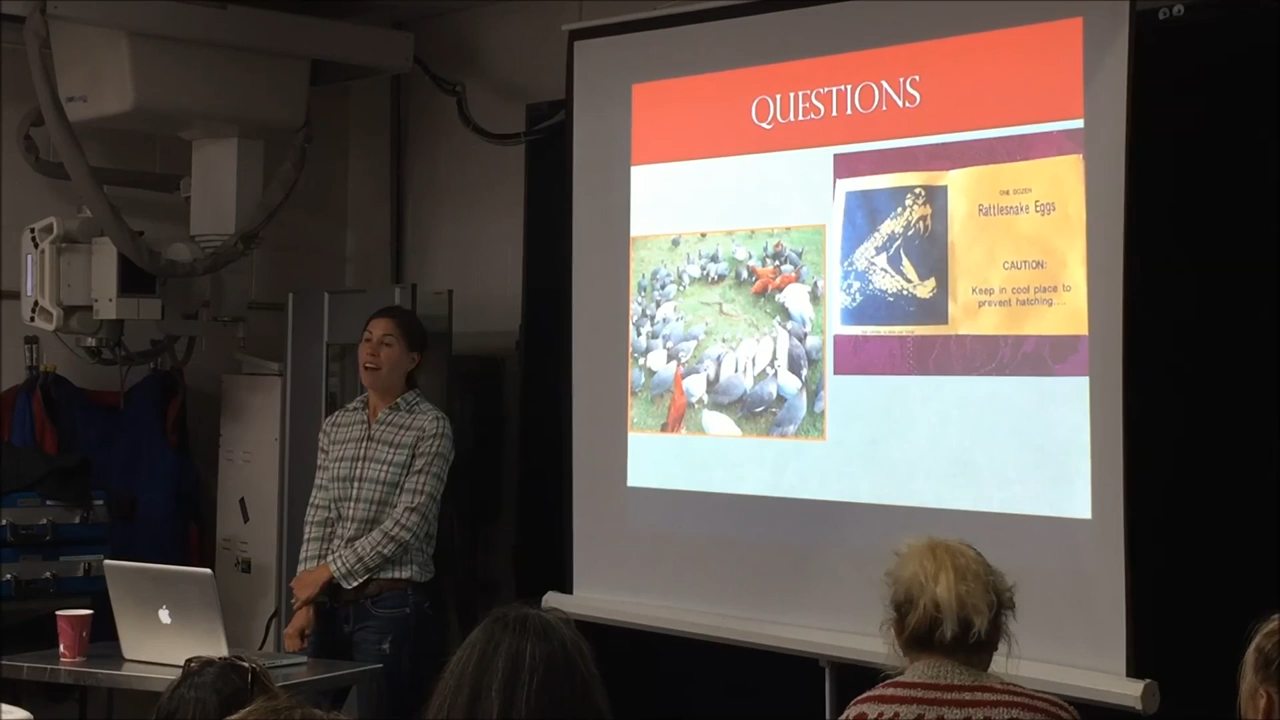 QUESTIONS
ONE DOZEN
Rattlesnake Eggs
CAUTION:
Keep in cool place to
prevent hatching....